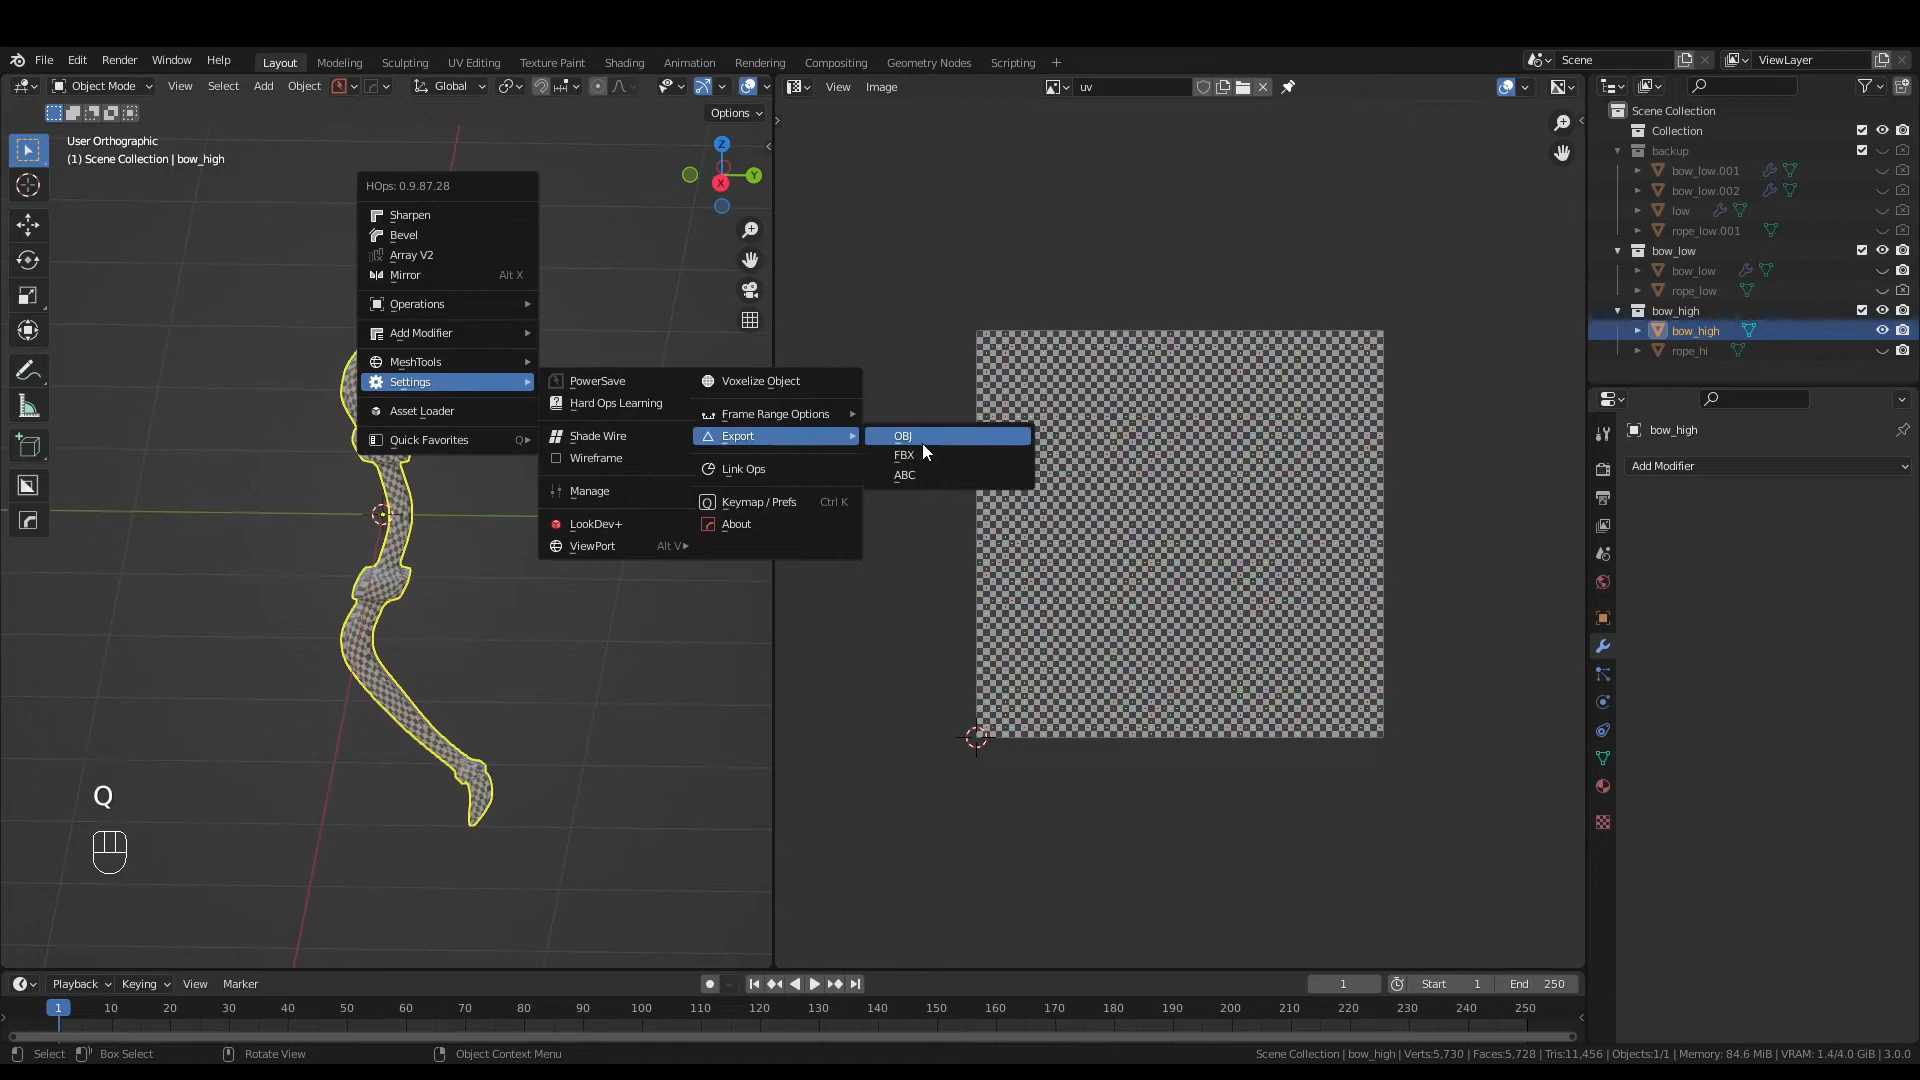 File Edit Render Window Help Layout Modeling Sculpting UV Editing Texture Paint Shading Animation Rendering Compositing Geometry Nodes Scripting + Scene ViewLayer
Object Mode View Select Add Object Global View Image uv
Options
User Orthographic
(1) Scene Collection | bow_high
Z
Y
X
HOps: 0.9.87.28
Sharpen
Bevel
Array V2
Mirror Alt X
Operations
Add Modifier
MeshTools
Settings
Asset Loader
Quick Favorites Q
PowerSave
Hard Ops Learning
Shade Wire
Wireframe
Manage
LookDev+
ViewPort Alt V
Voxelize Object
Frame Range Options
Export
Link Ops
Keymap / Prefs Ctrl K
About
OBJ
FBX
ABC
Scene Collection
Collection
backup
bow_low.001
bow_low.002
low
rope_low.001
bow_low
bow_low
rope_low
bow_high
bow_high
rope_hi
bow_high
Add Modifier
Q
Playback Keying View Marker 1 Start 1 End 250
1 10 20 30 40 50 60 70 80 90 100 110 120 130 140 150 160 170 180 190 200 210 220 230 240 250
Select Box Select Rotate View Object Context Menu Scene Collection | bow_high | Verts:5,730 | Faces:5,728 | Tris:11,456 | Objects:1/1 | Memory: 84.6 MiB | VRAM: 1.4/4.0 GiB | 3.0.0